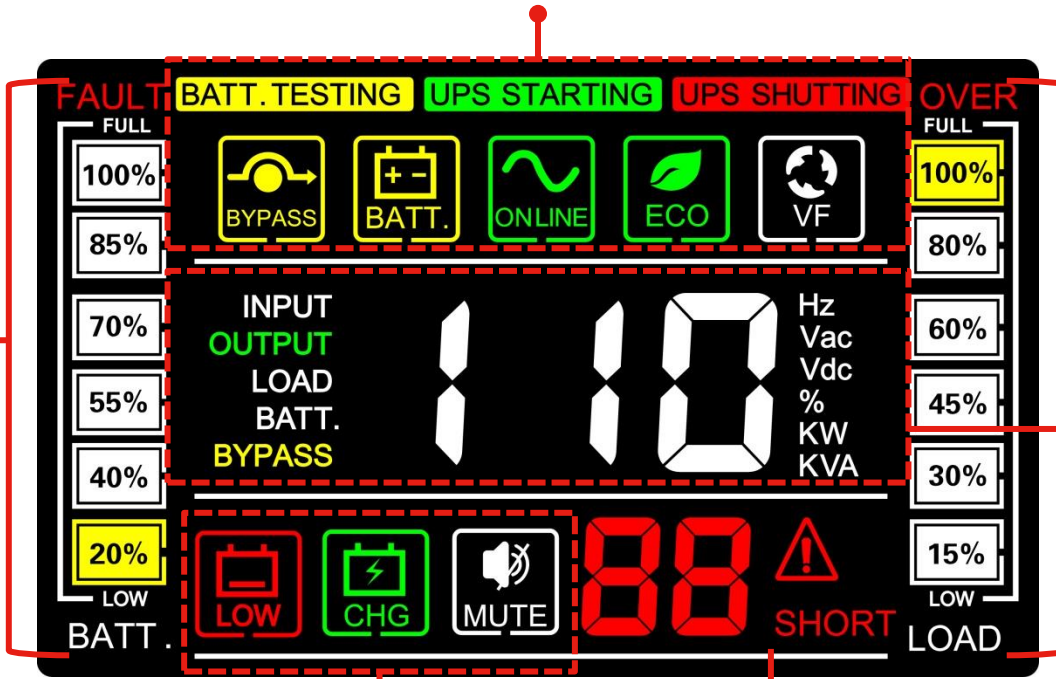 FAULT BATT. TESTING UPS STARTING UPS SHUTTING OVER
FULL
100%
85%
70%
55%
40%
20%
LOW
BATT.
BYPASS BATT. ONLINE ECO VF
INPUT
OUTPUT
LOAD
BATT.
BYPASS
110
Hz
Vac
Vdc
%
KW
KVA
LOW CHG MUTE 88 SHORT
FULL
100%
80%
60%
45%
30%
15%
LOW
LOAD